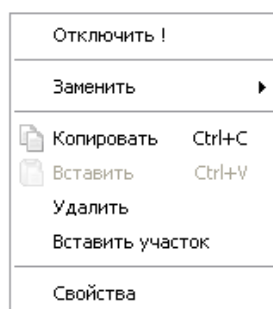 Отключить !
Заменить
Копировать Ctrl+C
Вставить Ctrl+V
Удалить
Вставить участок
Свойства